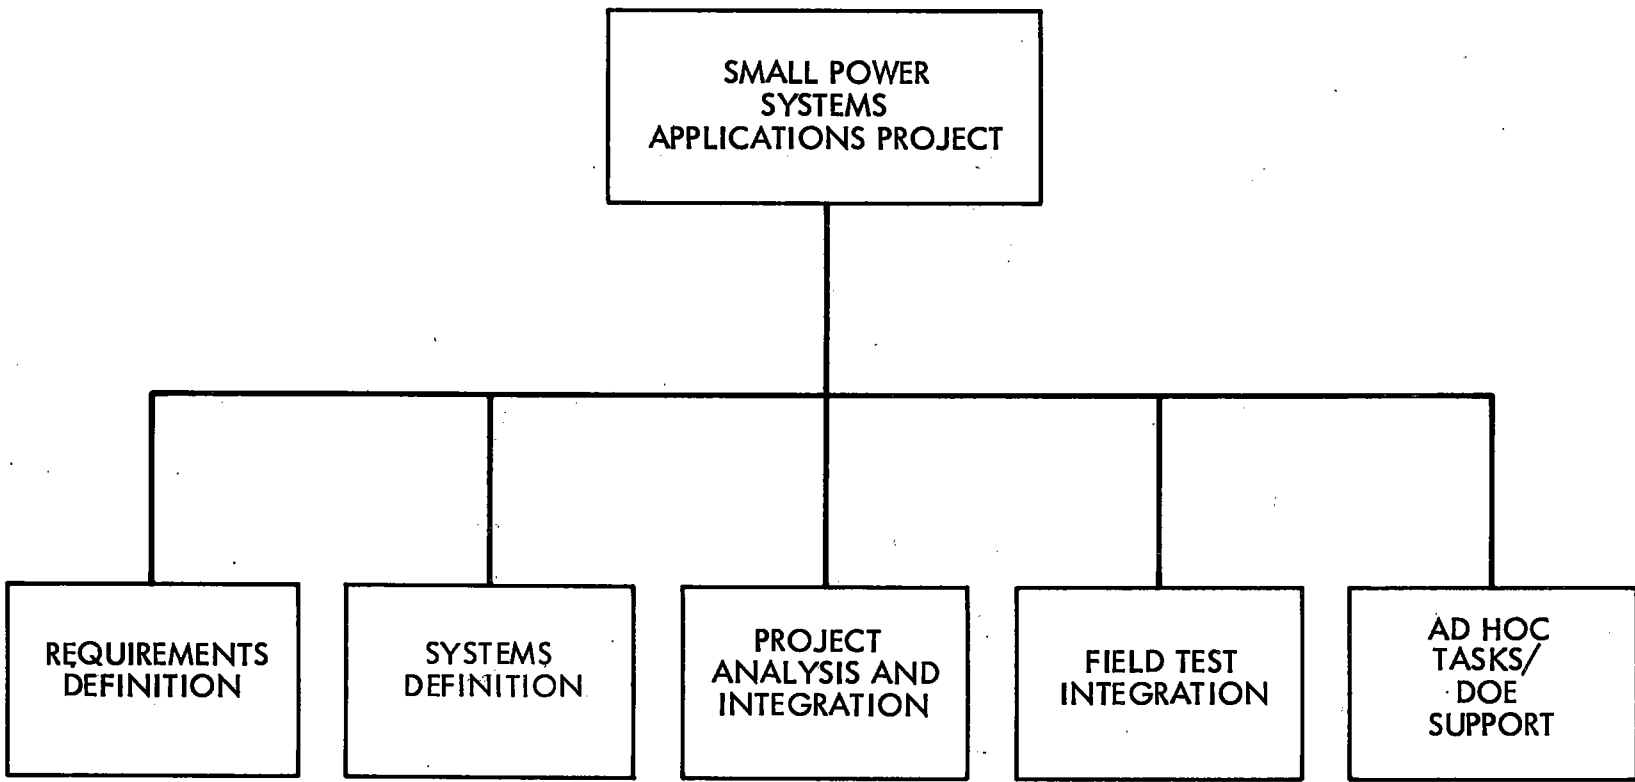 SMALL POWER
SYSTEMS
APPLICATIONS PROJECT
REQUIREMENTS
DEFINITION
SYSTEMS
DEFINITION
PROJECT
ANALYSIS AND
INTEGRATION
FIELD TEST
INTEGRATION
AD HOC
TASKS/
DOE
SUPPORT